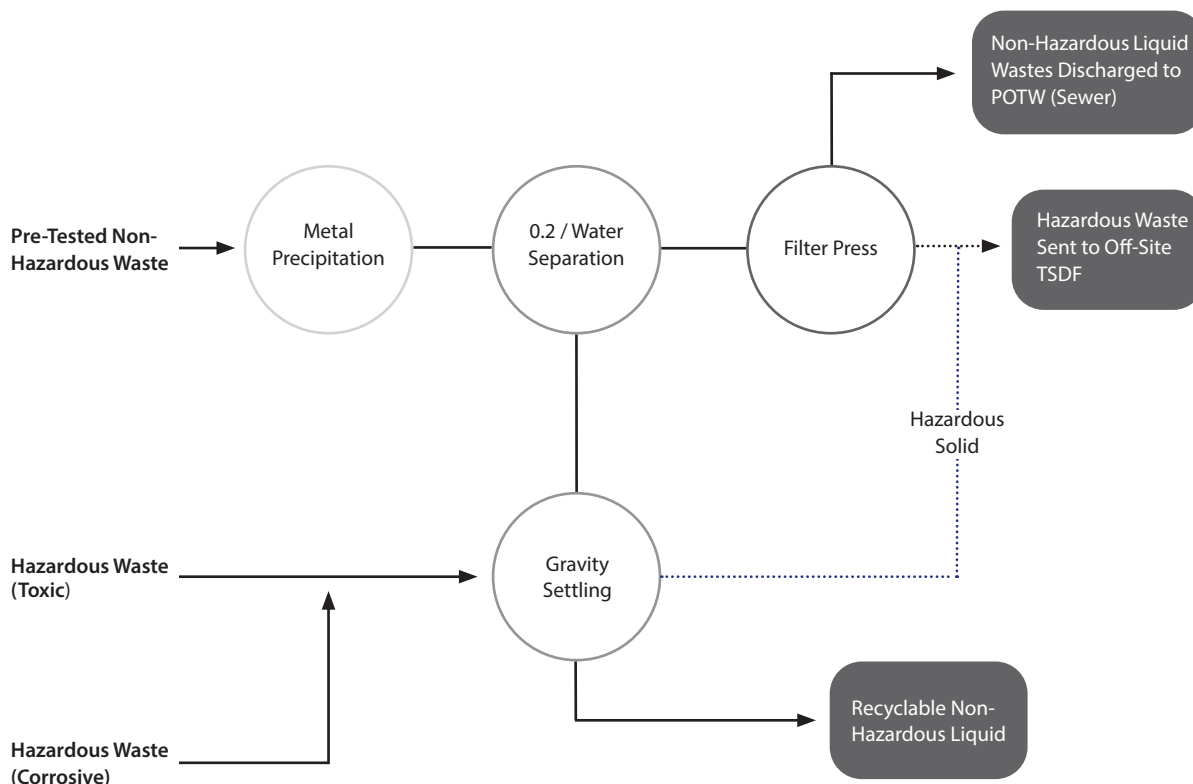 Non-Hazardous Liquid
Wastes Discharged to
POTW (Sewer)
Pre-Tested Non-
Hazardous Waste
Metal
Precipitation
0.2 / Water
Separation
Filter Press
Hazardous Waste
Sent to Off-Site
TSDF
Hazardous
Solid
Hazardous Waste
(Toxic)
Gravity
Settling
Recyclable Non-
Hazardous Liquid
Hazardous Waste
(Corrosive)